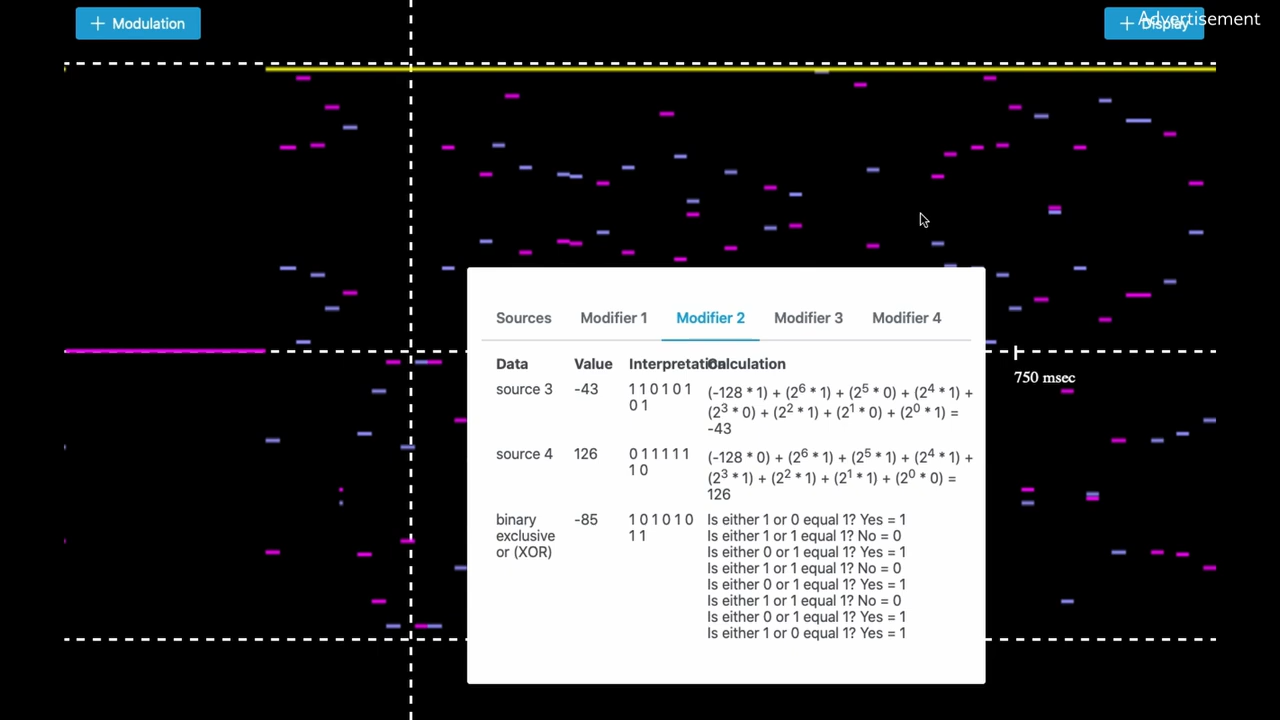 + Modulation
+ Display
Advertisement
Sources Modifier 1 Modifier 2 Modifier 3 Modifier 4
Data Value Interpretation Calculation
source 3 -43 1 1 0 1 0 1 (-128 * 1) + (2^6 * 1) + (2^5 * 0) + (2^4 * 1) +
0 1 (2^3 * 0) + (2^2 * 1) + (2^1 * 0) + (2^0 * 1) =
-43
source 4 126 0 1 1 1 1 1 (-128 * 0) + (2^6 * 1) + (2^5 * 1) + (2^4 * 1) +
1 0 (2^3 * 1) + (2^2 * 1) + (2^1 * 1) + (2^0 * 0) =
126
binary -85 1 0 1 0 1 0 Is either 1 or 0 equal 1? Yes = 1
exclusive 1 1 Is either 1 or 1 equal 1? No = 0
or (XOR) Is either 0 or 1 equal 1? Yes = 1
Is either 1 or 1 equal 1? No = 0
Is either 0 or 1 equal 1? Yes = 1
Is either 1 or 1 equal 1? No = 0
Is either 0 or 1 equal 1? Yes = 1
Is either 1 or 0 equal 1? Yes = 1
750 msec